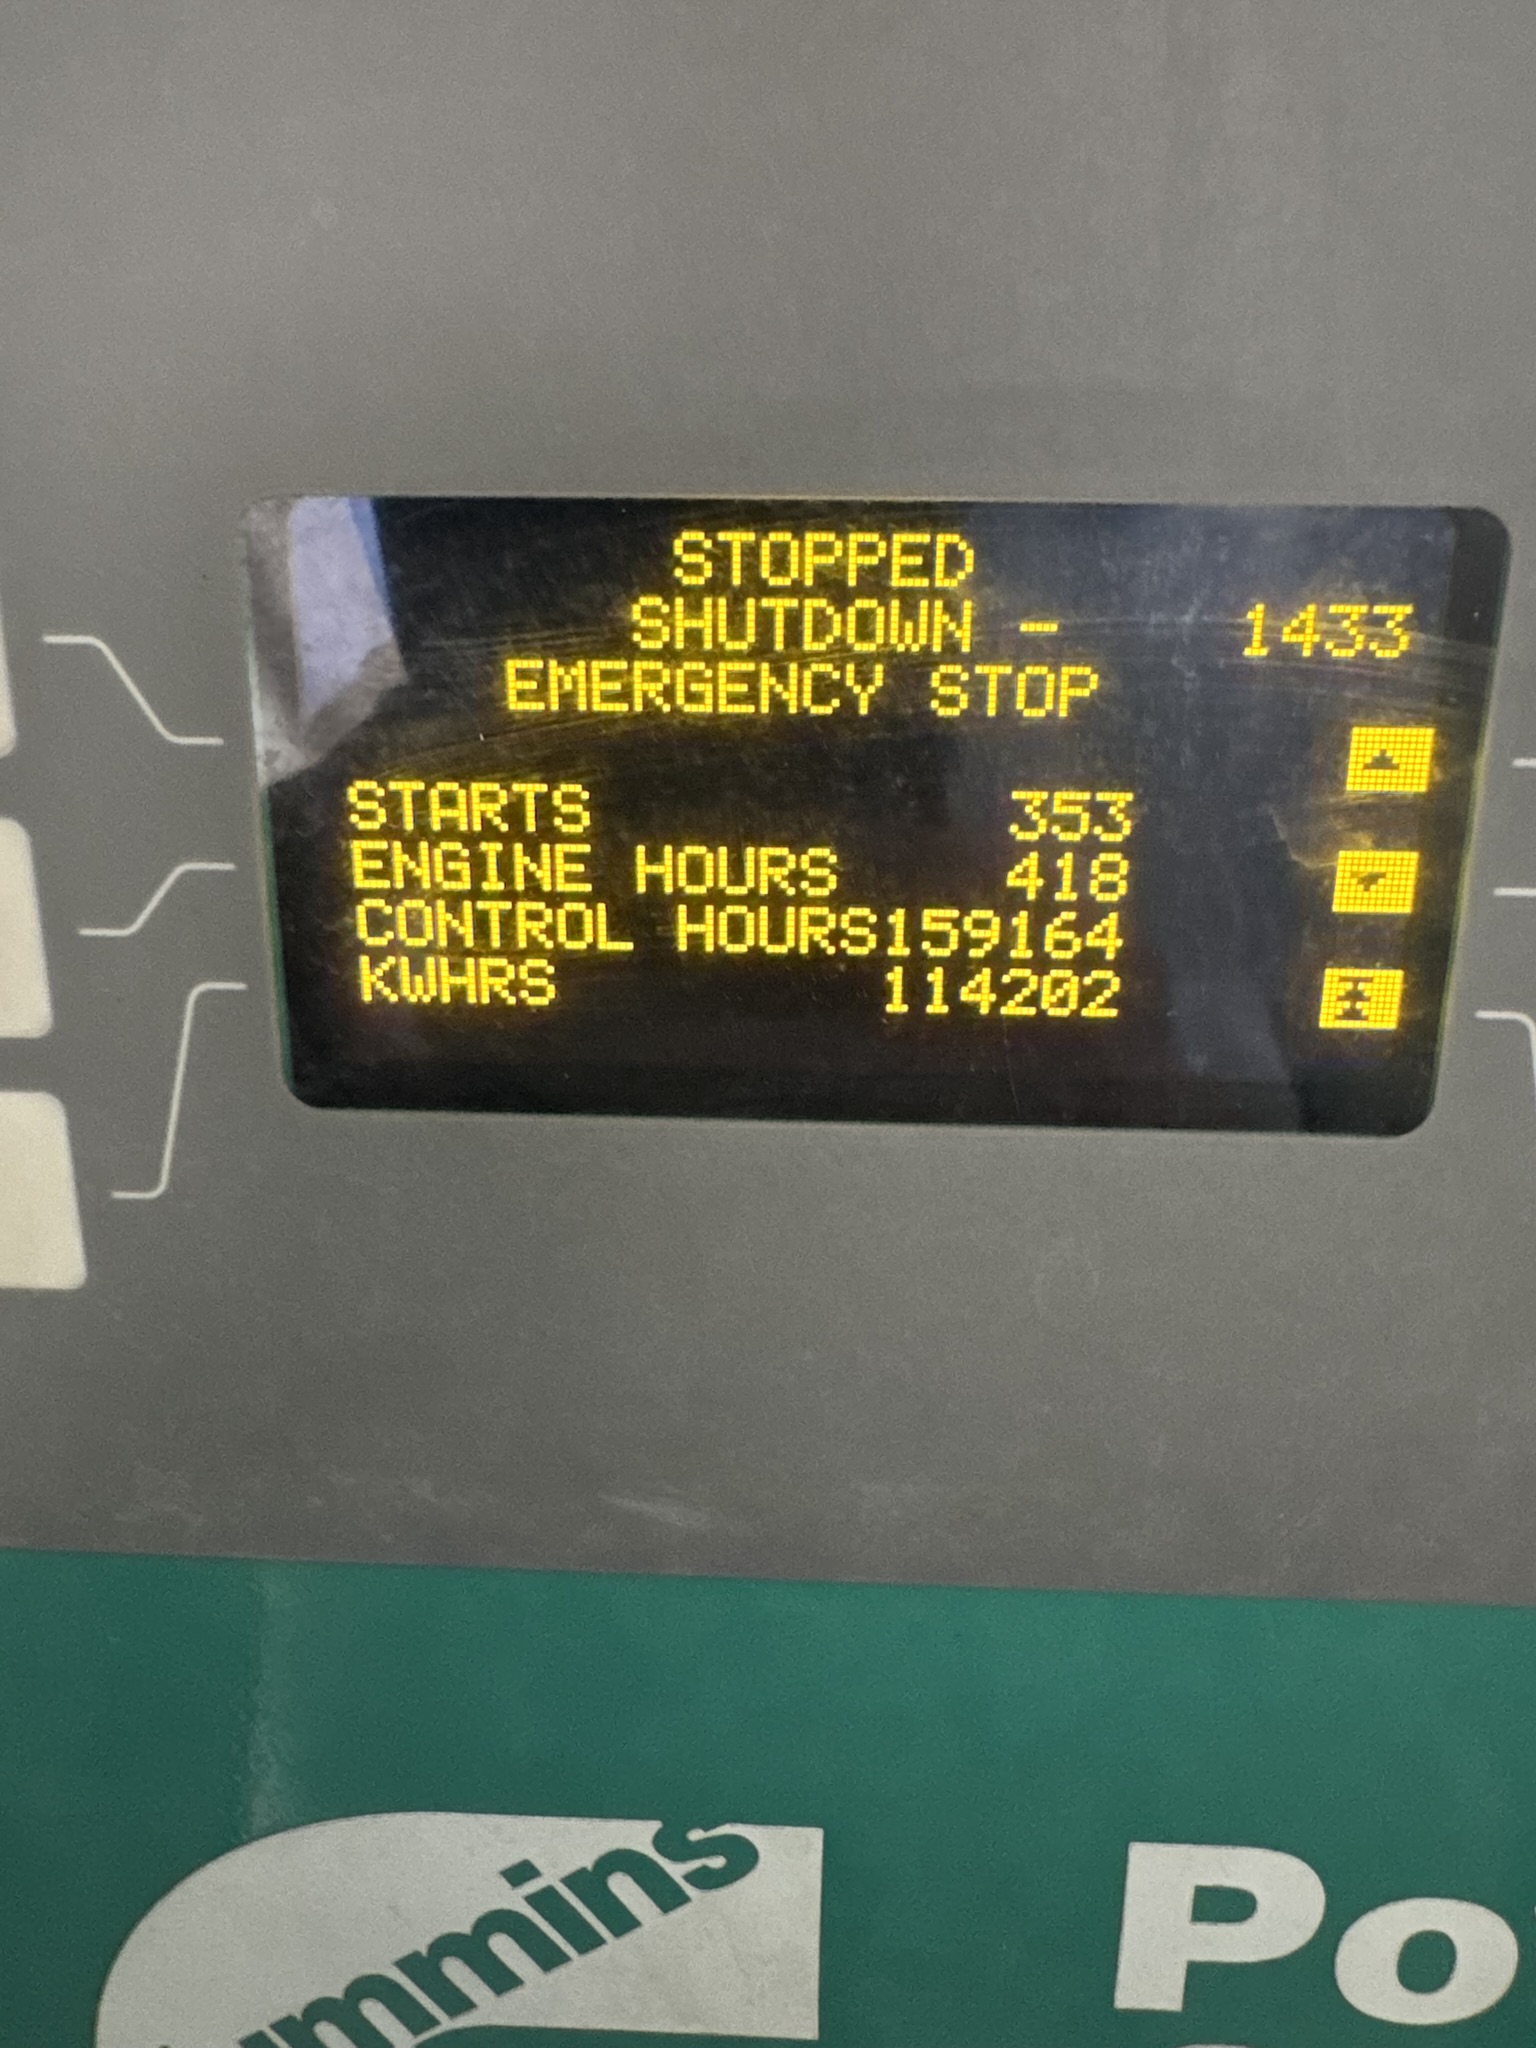 STOPPED
SHUTDOWN - 1433
EMERGENCY STOP
STARTS 353
ENGINE HOURS 418
CONTROL HOURS159164
KWHRS 114202